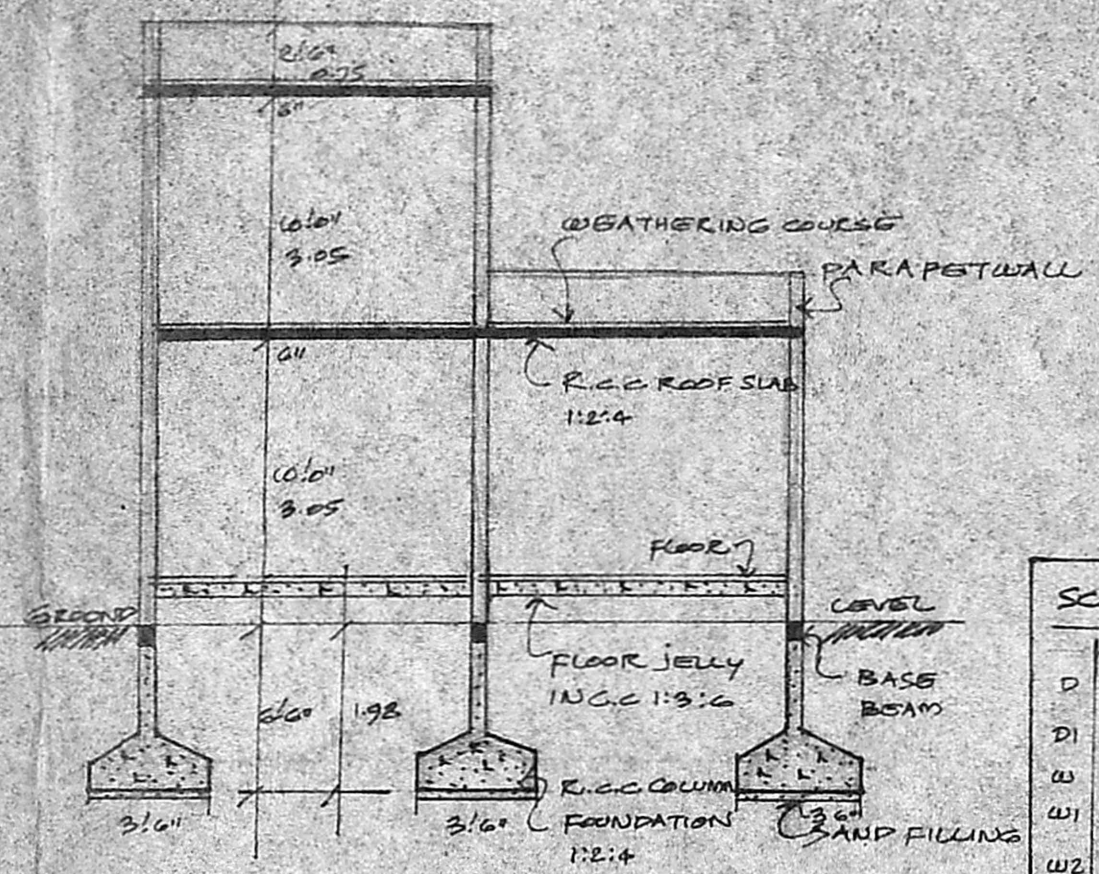 2'6"
0.75
6"
10'0"
3.05
WEATHERING COURSE
PARAPETWALL
6"
R.C.C ROOF SLAB
1:2:4
10'0"
3.05
FLOOR
GROUND
LEVEL
FLOOR JELLY
IN C.C 1:3:6
BASE
BEAM
6'6"
1.98
R.C.C COLUMN
FOUNDATION
1:2:4
3'6"
3'6"
3'6"
SAND FILLING
SC
D
D1
W
W1
W2